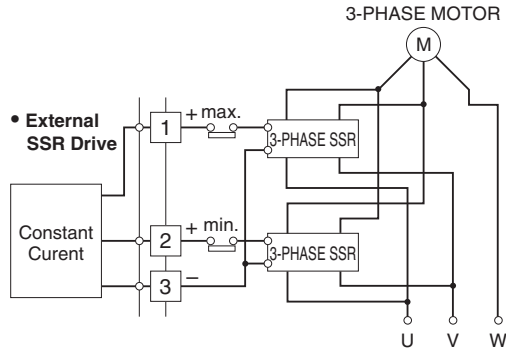 3-PHASE MOTOR
M
• External
SSR Drive
1
+ max.
3-PHASE SSR
Constant
Curent
2
+ min.
3-PHASE SSR
3
–
U V W